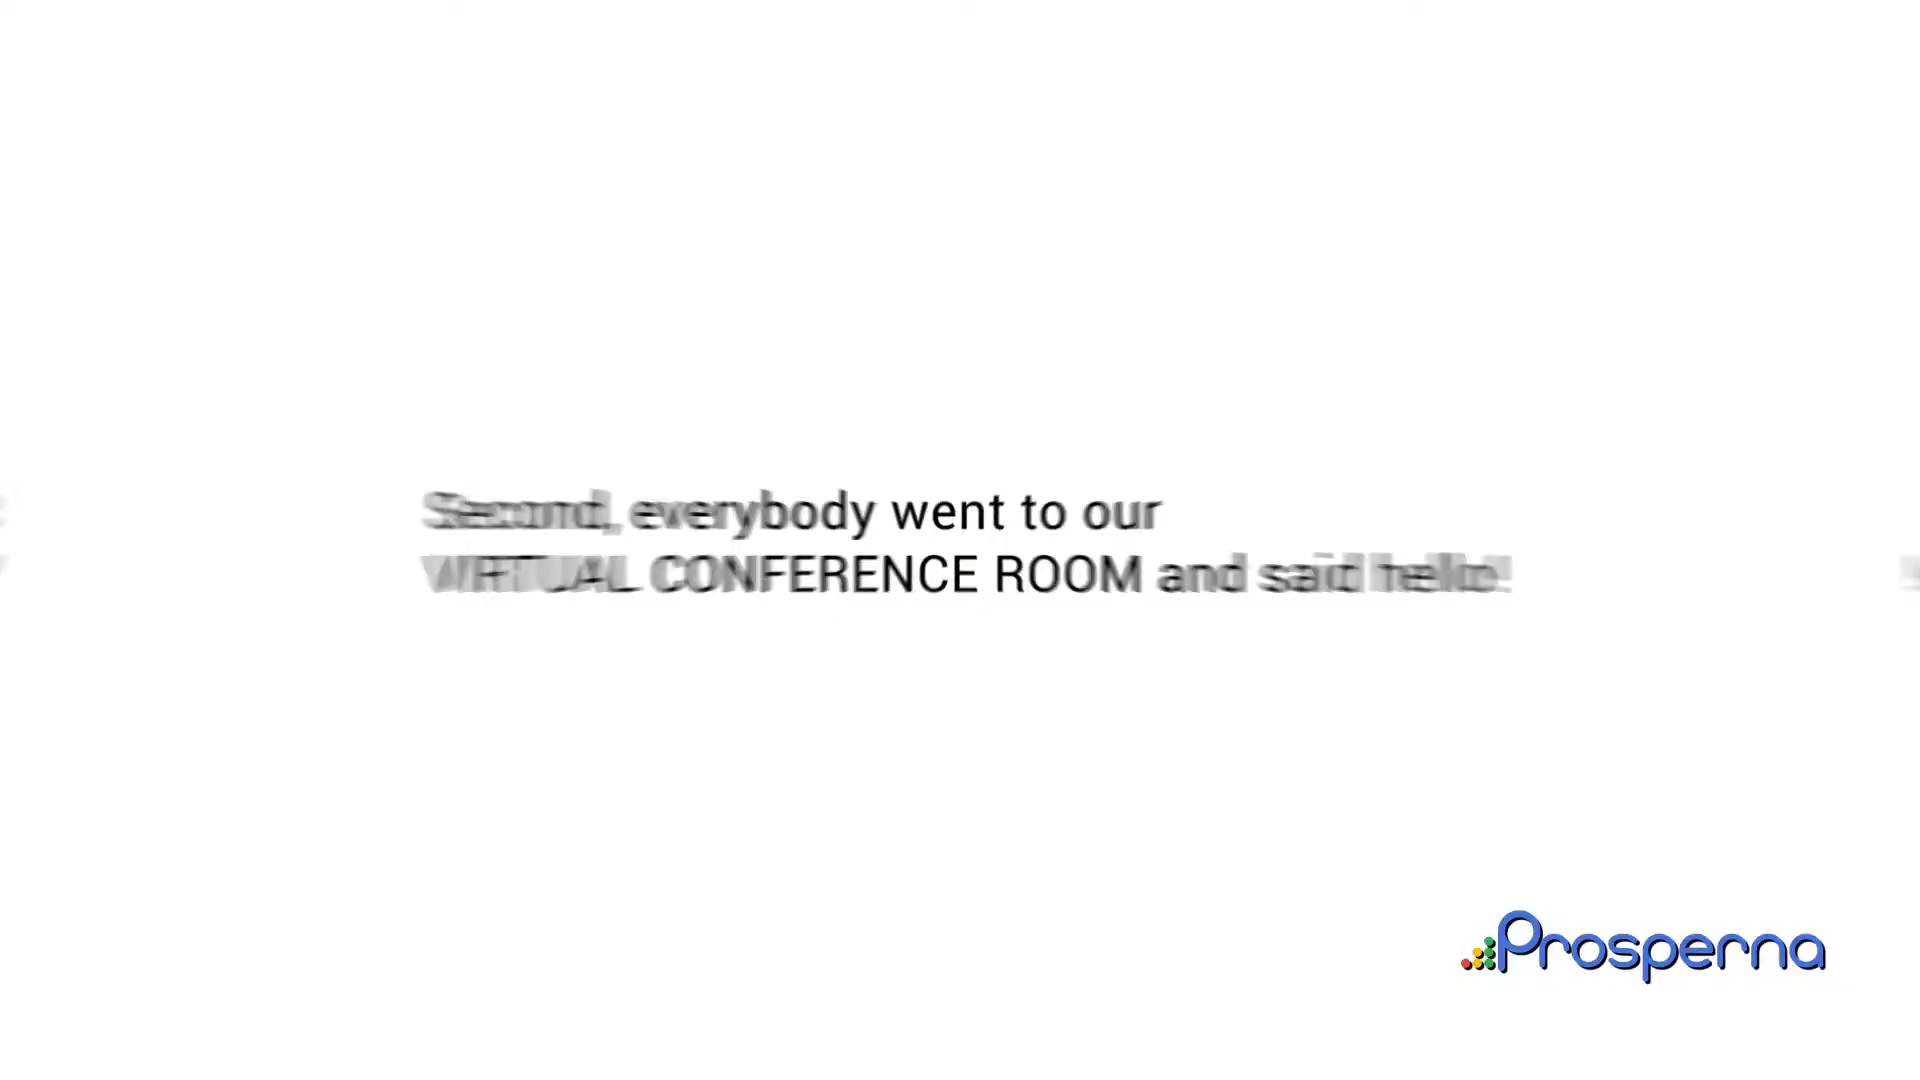 Second, everybody went to our
VIRTUAL CONFERENCE ROOM and said hello!
Prosperna